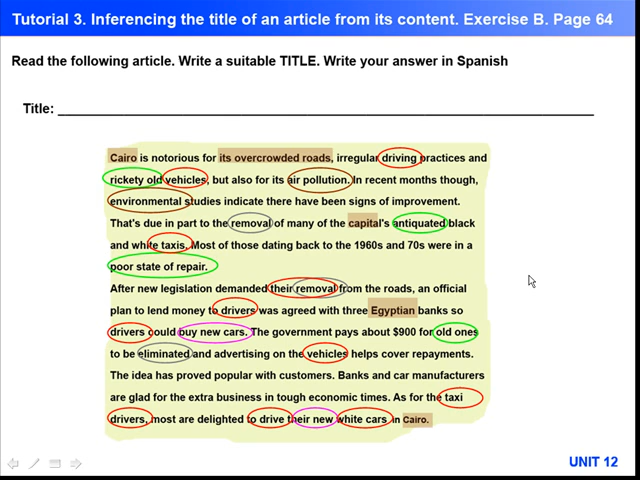 Tutorial 3. Inferencing the title of an article from its content. Exercise B. Page 64
Read the following article. Write a suitable TITLE. Write your answer in Spanish
Title: ______________________________________________________________
Cairo is notorious for its overcrowded roads, irregular driving practices and
rickety old vehicles, but also for its air pollution. In recent months though,
environmental studies indicate there have been signs of improvement.
That's due in part to the removal of many of the capital's antiquated black
and white taxis. Most of those dating back to the 1960s and 70s were in a
poor state of repair.
After new legislation demanded their removal from the roads, an official
plan to lend money to drivers was agreed with three Egyptian banks so
drivers could buy new cars. The government pays about $900 for old ones
to be eliminated and advertising on the vehicles helps cover repayments.
The idea has proved popular with customers. Banks and car manufacturers
are glad for the extra business in tough economic times. As for the taxi
drivers, most are delighted to drive their new white cars in Cairo.
UNIT 12